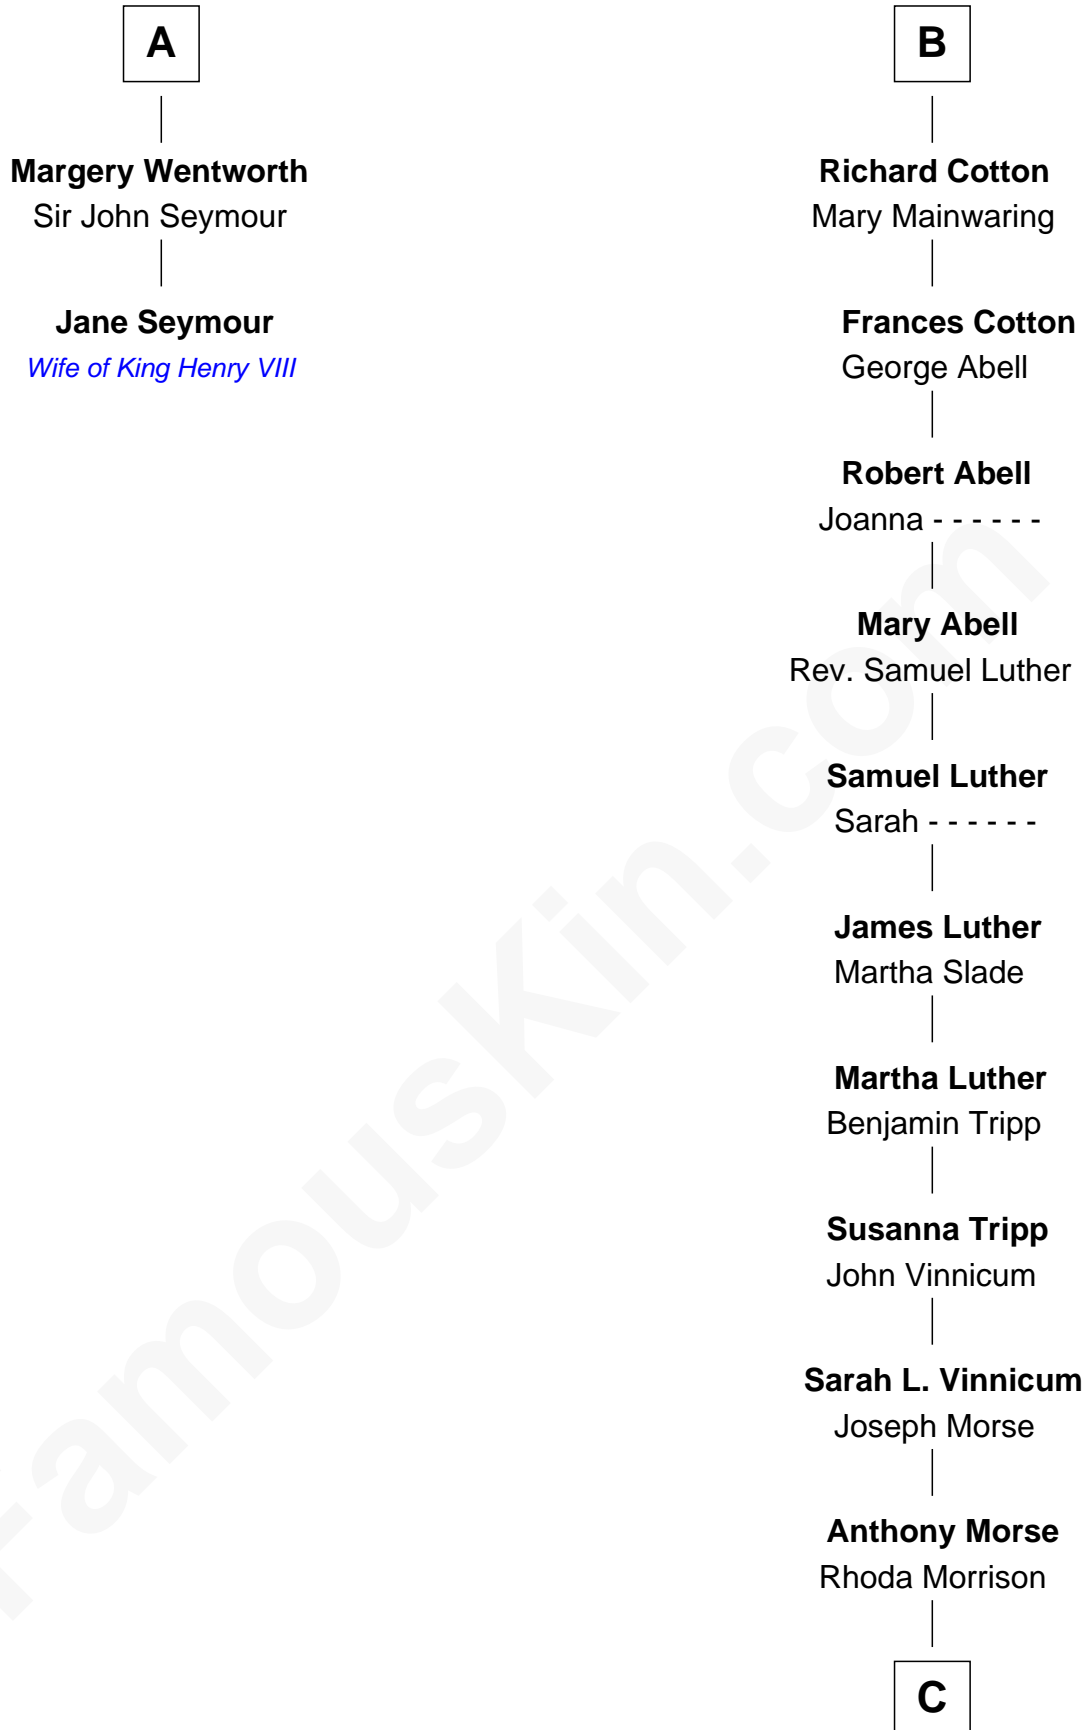 A
Margery Wentworth
Sir John Seymour
Jane Seymour
Wife of King Henry VIII
B
Richard Cotton
Mary Mainwaring
Frances Cotton
George Abell
Robert Abell
Joanna - - - - - -
Mary Abell
Rev. Samuel Luther
Samuel Luther
Sarah - - - - - -
James Luther
Martha Slade
Martha Luther
Benjamin Tripp
Susanna Tripp
John Vinnicum
Sarah L. Vinnicum
Joseph Morse
Anthony Morse
Rhoda Morrison
C
FamousKin.com